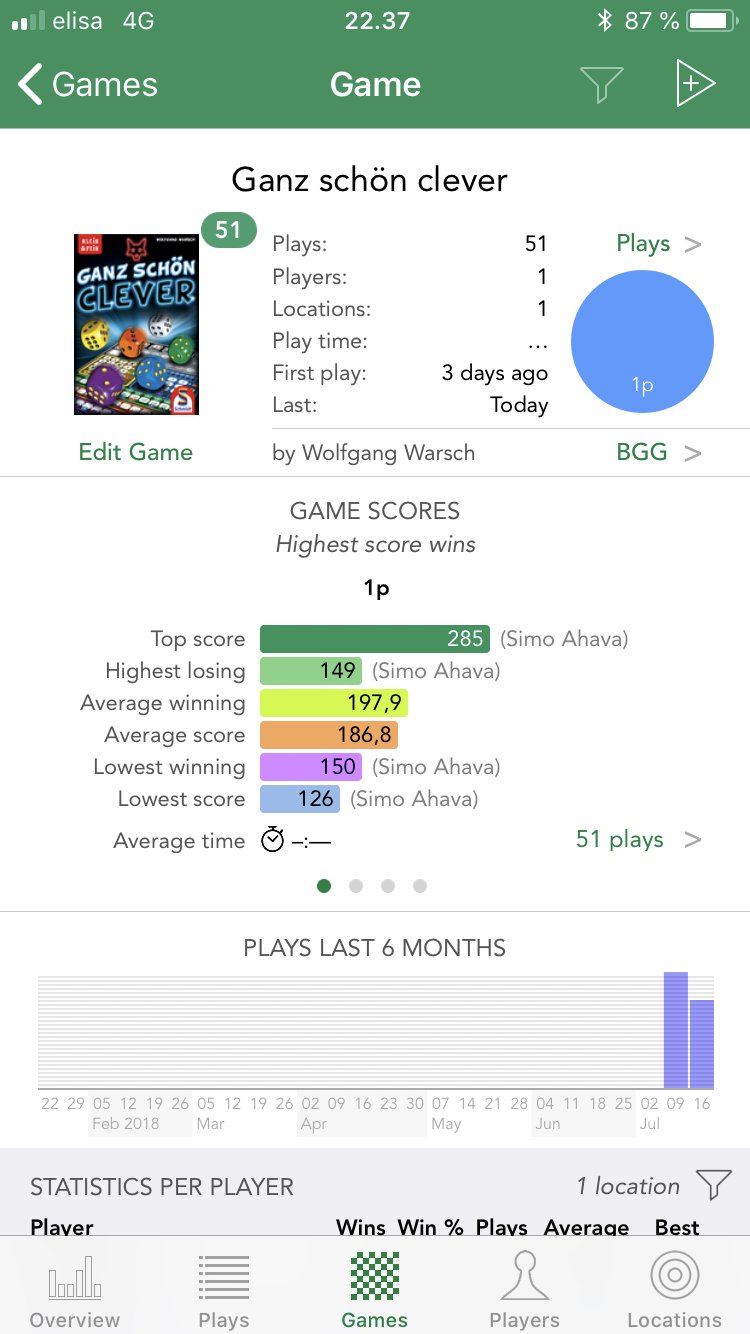 elisa 4G 22.37 87 %
Games Game
Ganz schön clever
51
KLEIN & FEIN
WOLFGANG WARSCH
GANZ SCHÖN
CLEVER
Schmidt
Plays: 51 Plays >
Players: 1
Locations: 1
Play time: ...
First play: 3 days ago
Last: Today
1p
Edit Game by Wolfgang Warsch BGG >
GAME SCORES
Highest score wins
1p
Top score 285 (Simo Ahava)
Highest losing 149 (Simo Ahava)
Average winning 197,9
Average score 186,8
Lowest winning 150 (Simo Ahava)
Lowest score 126 (Simo Ahava)
Average time –:–– 51 plays >
PLAYS LAST 6 MONTHS
22 29 05 12 19 26 05 12 19 26 02 09 16 23 30 07 14 21 28 04 11 18 25 02 09 16
Feb 2018 Mar Apr May Jun Jul
STATISTICS PER PLAYER 1 location
Player Wins Win % Plays Average Best
Overview Plays Games Players Locations